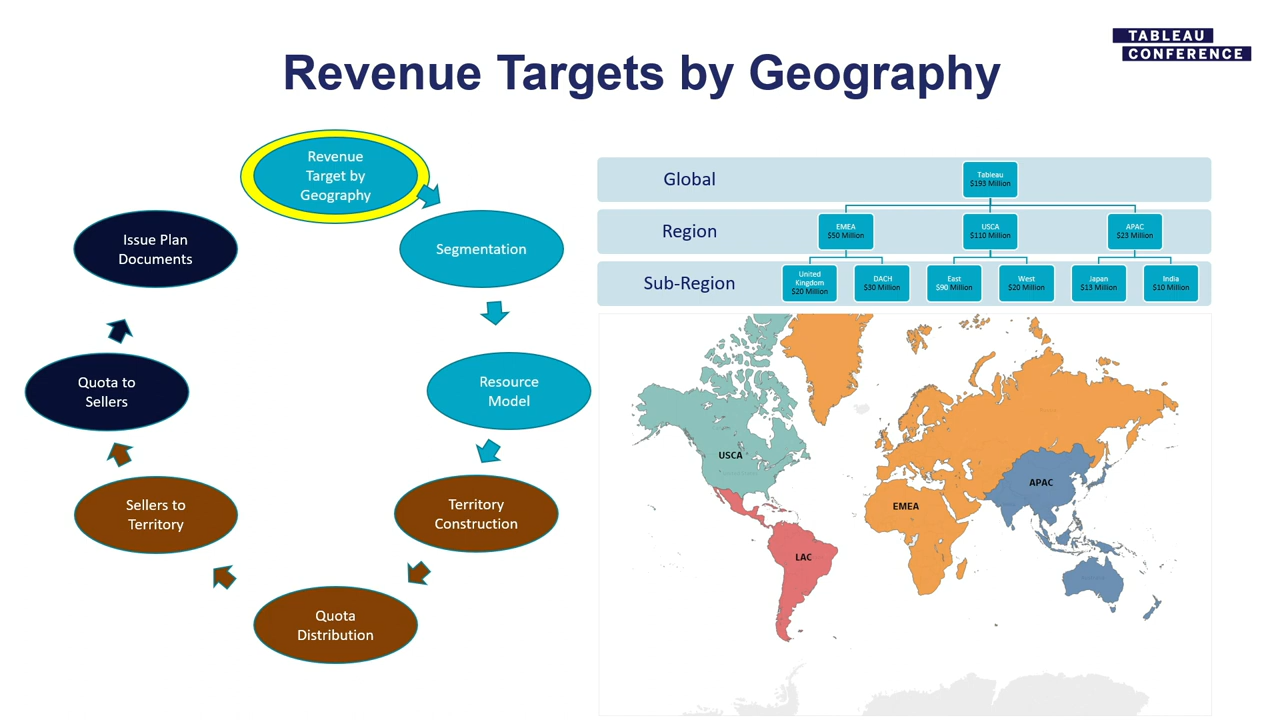 TABLEAU
CONFERENCE
Revenue Targets by Geography
Revenue
Target by
Geography
Segmentation
Resource
Model
Territory
Construction
Quota
Distribution
Sellers to
Territory
Quota to
Sellers
Issue Plan
Documents
Global
Tableau
$193 Million
Region
EMEA
$50 Million
USCA
$110 Million
APAC
$23 Million
Sub-Region
United
Kingdom
$20 Million
DACH
$30 Million
East
$90 Million
West
$20 Million
Japan
$13 Million
India
$10 Million
USCA
LAC
EMEA
APAC